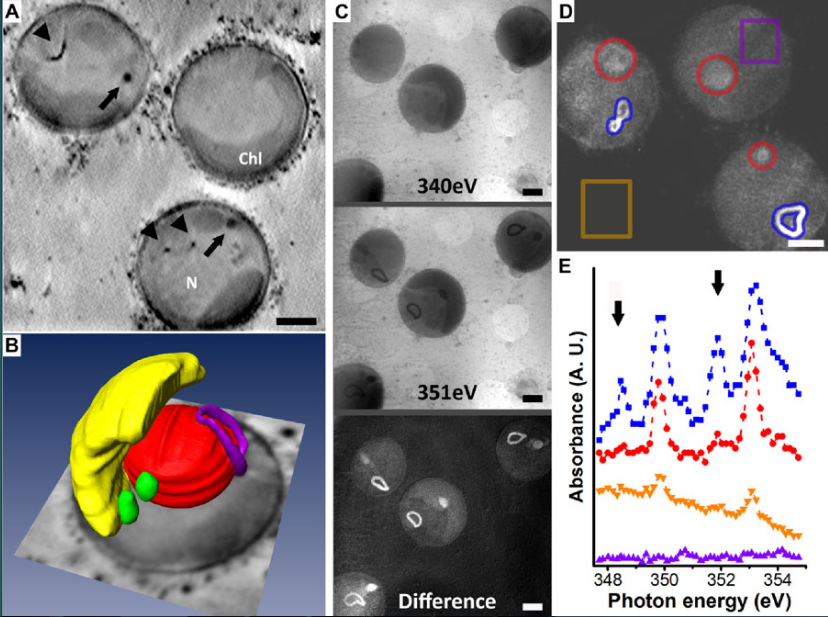 A
Chl
N
B
C
340eV
351eV
Difference
D
E
Absorbance (A. U.)
348
350
352
354
Photon energy (eV)